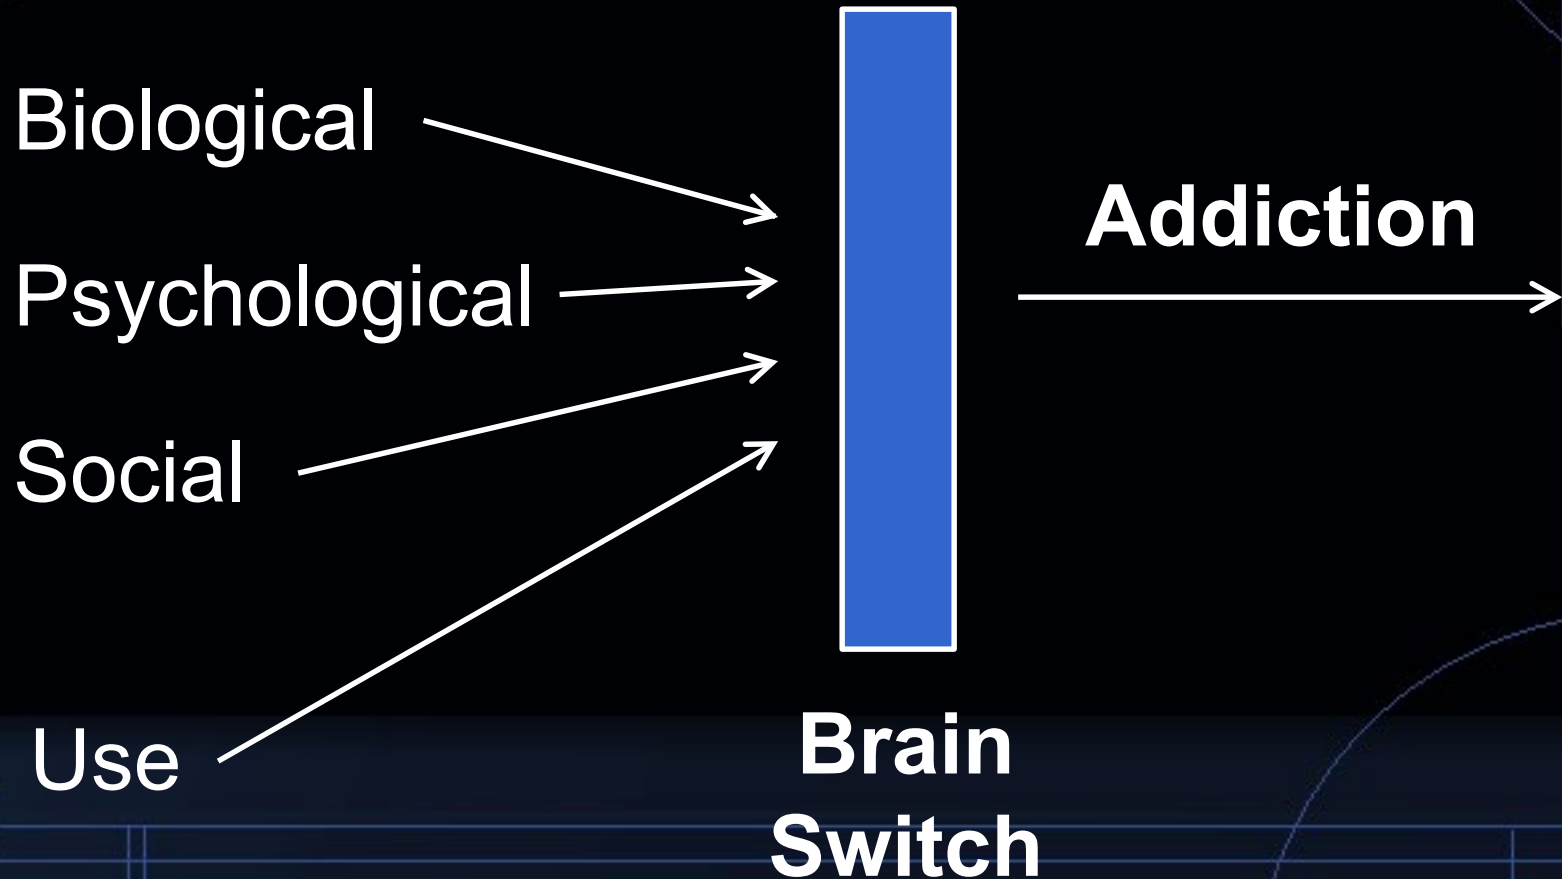 Biological
Psychological
Social
Use
Brain
Switch
Addiction